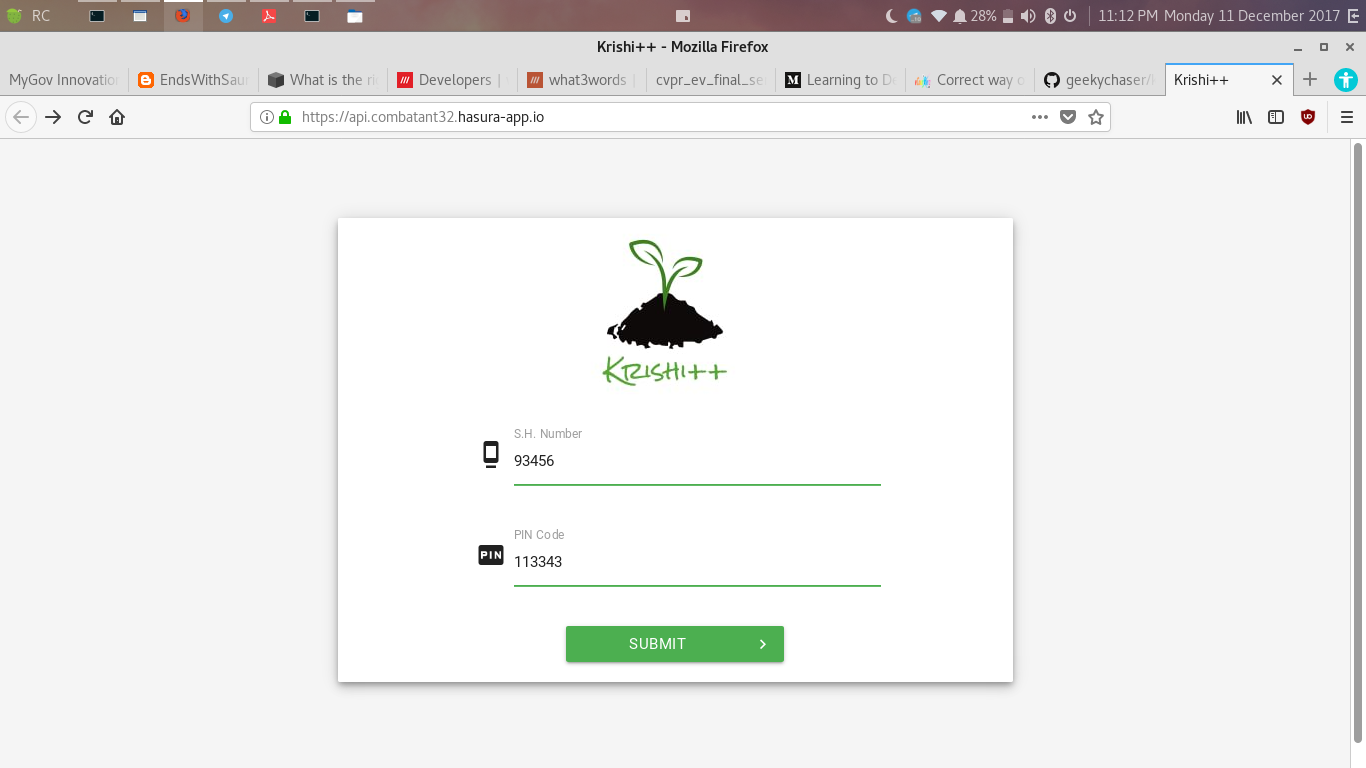 RC
28%
11:12 PM Monday 11 December 2017
Krishi++ - Mozilla Firefox
MyGov Innovation
EndsWithSau
What is the ri
Developers |
what3words |
cvpr_ev_final_se
Learning to De
Correct way o
geekychaser/
Krishi++
https://api.combatant32.hasura-app.io
KRISHI++
S.H. Number
93456
PIN
PIN Code
113343
SUBMIT